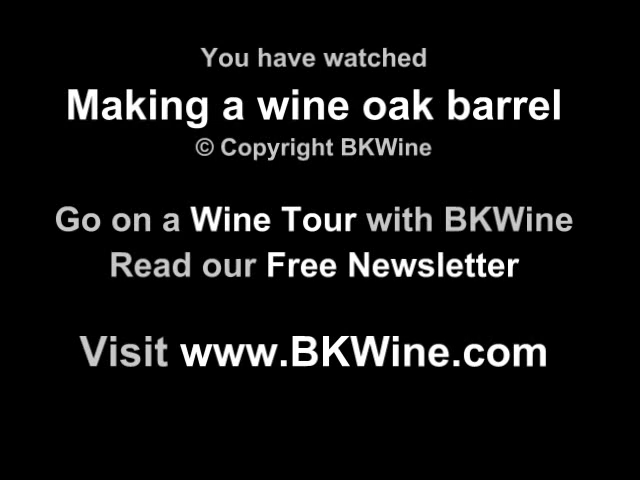 You have watched
Making a wine oak barrel
© Copyright BKWine
Go on a Wine Tour with BKWine
Read our Free Newsletter
Visit www.BKWine.com